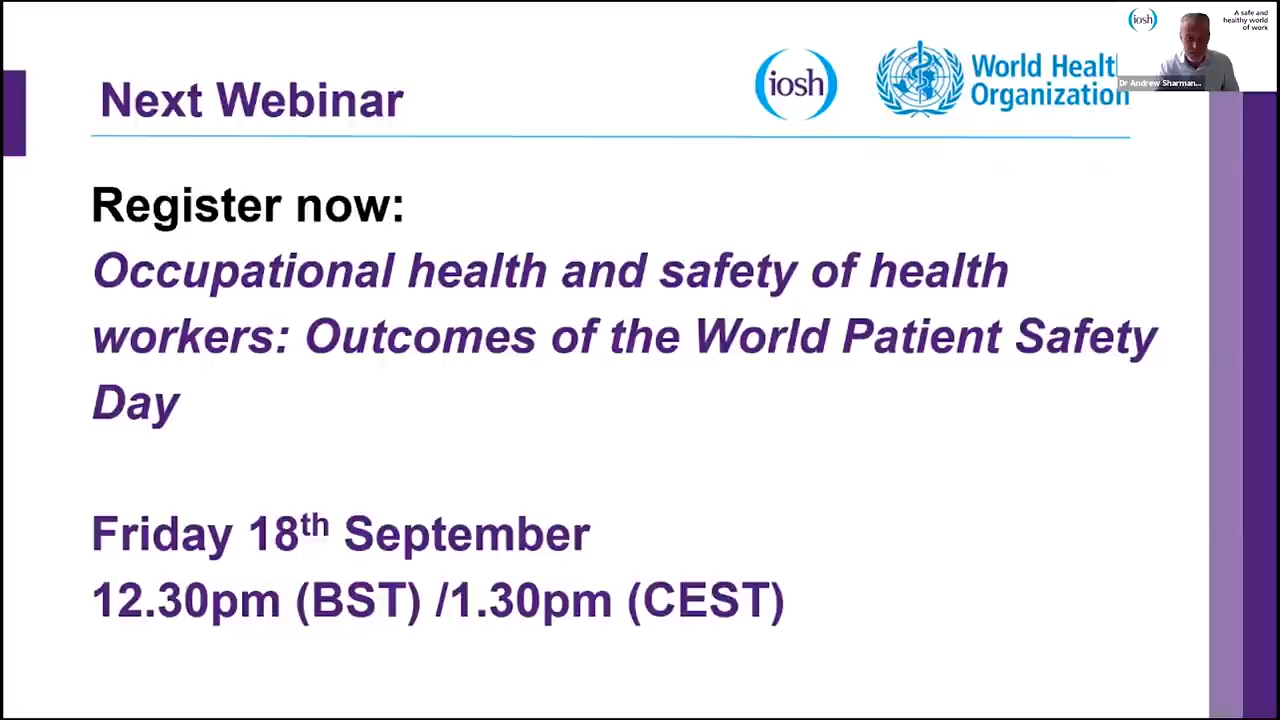 Next Webinar
iosh
World Healt
Organization
iosh
A safe and
healthy world
of work
Dr Andrew Sharman...
Register now:
Occupational health and safety of health
workers: Outcomes of the World Patient Safety
Day
Friday 18th September
12.30pm (BST) /1.30pm (CEST)